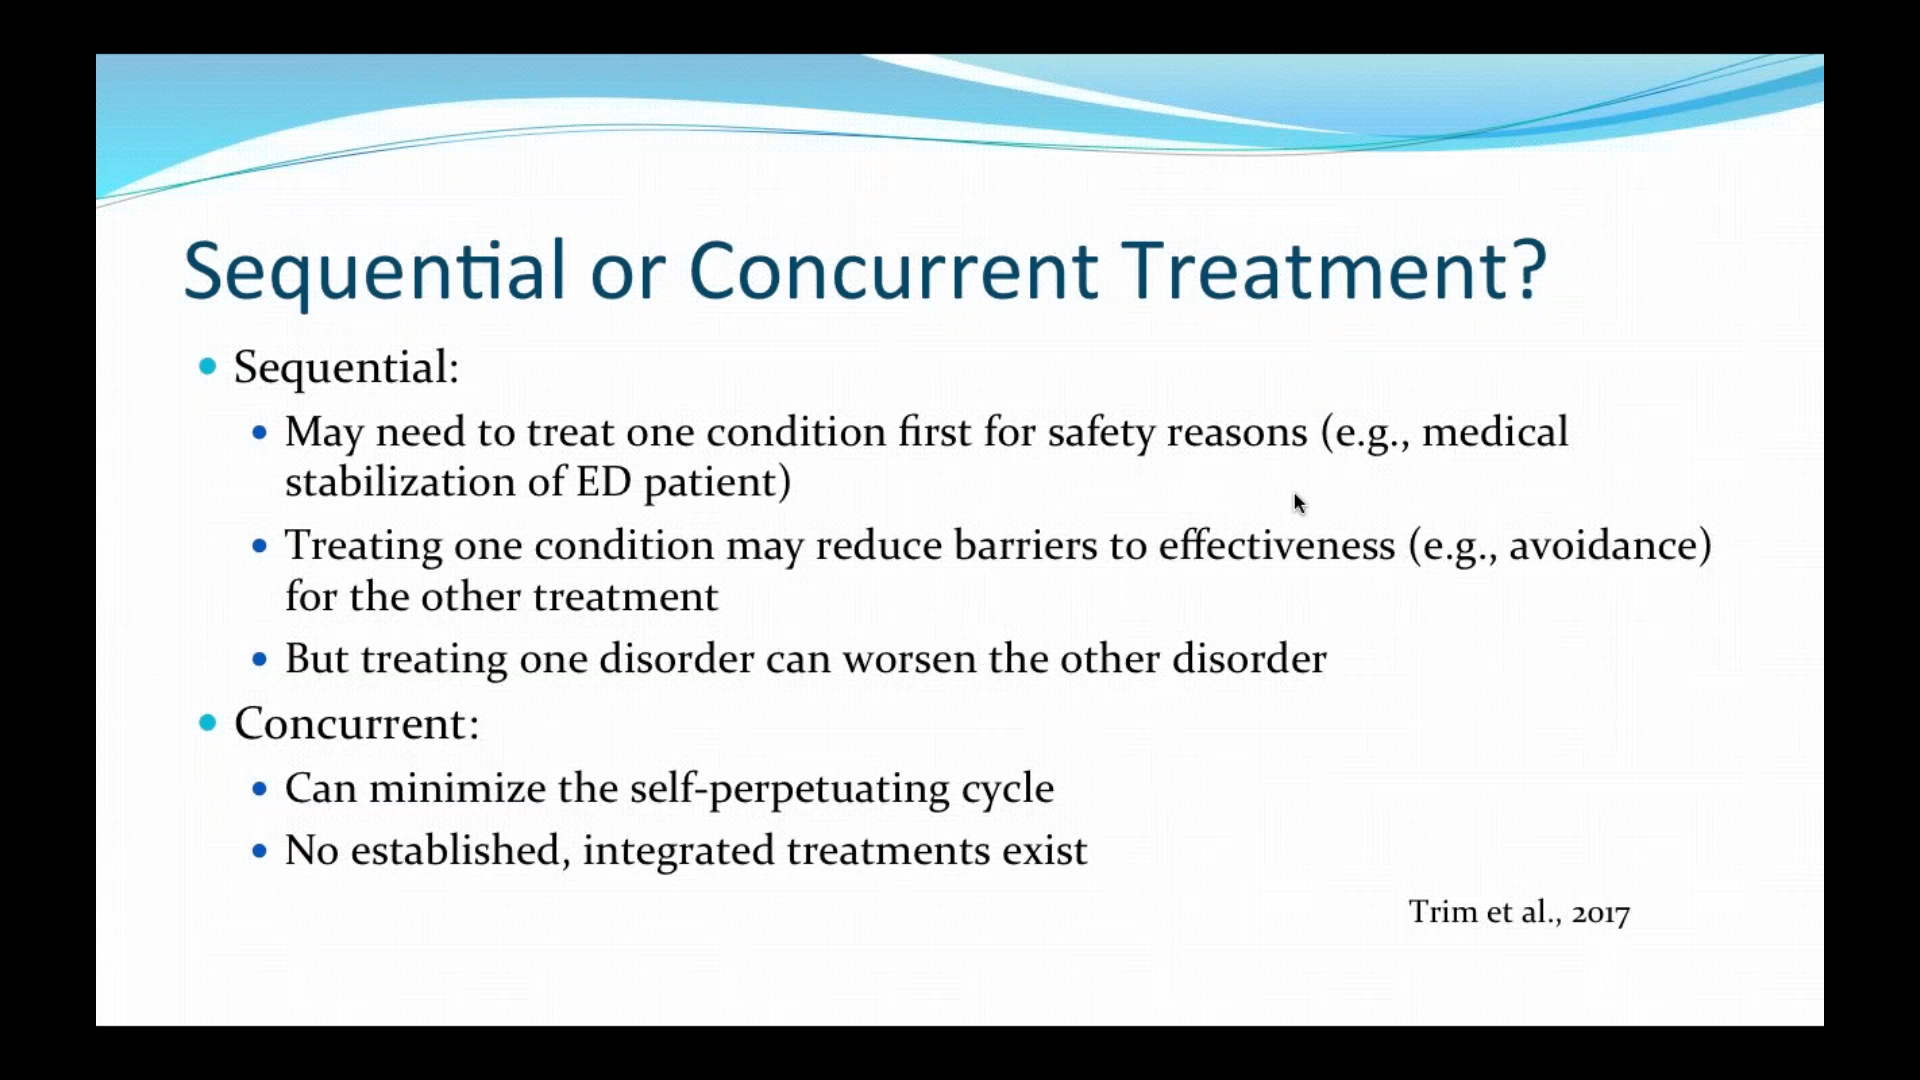 Sequential or Concurrent Treatment?
• Sequential:
• May need to treat one condition first for safety reasons (e.g., medical
stabilization of ED patient)
• Treating one condition may reduce barriers to effectiveness (e.g., avoidance)
for the other treatment
• But treating one disorder can worsen the other disorder
• Concurrent:
• Can minimize the self-perpetuating cycle
• No established, integrated treatments exist
Trim et al., 2017